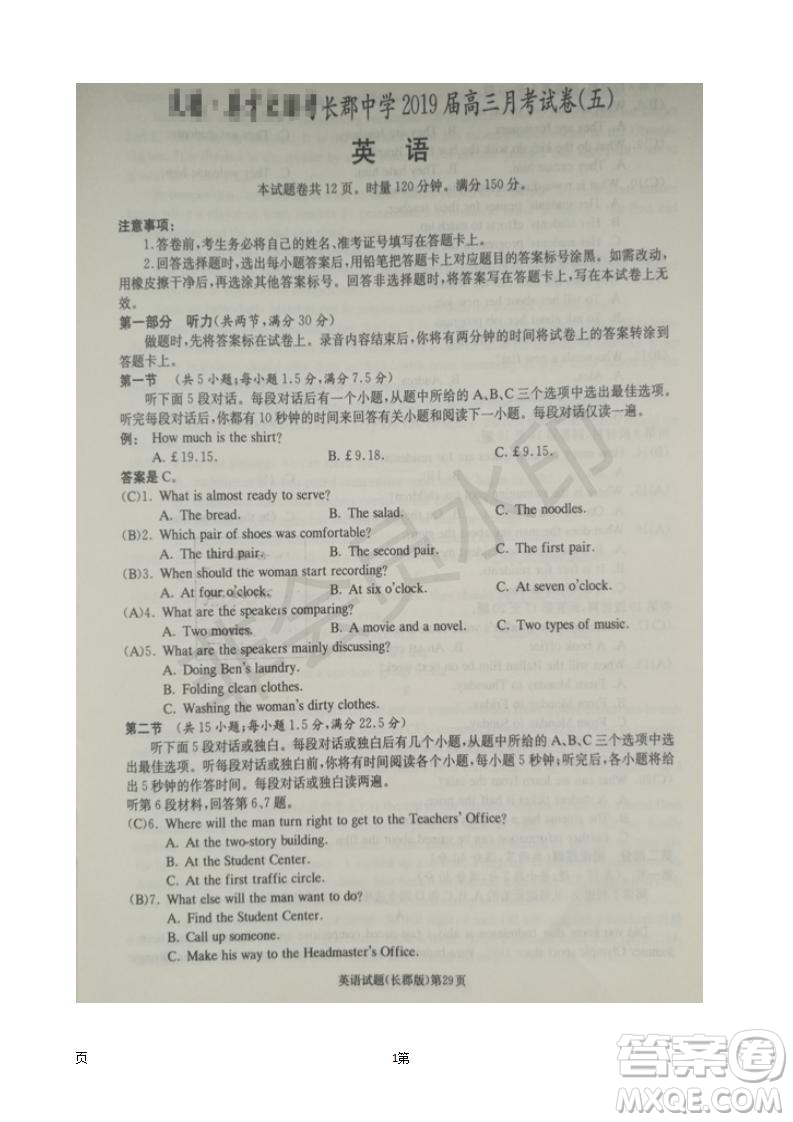 长郡中学2019届高三月考试卷(五)
英 语
本试题卷共12页。时量120分钟。满分150分。
注意事项:
1.答卷前,考生务必将自己的姓名、准考证号填写在答题卡上。
2.回答选择题时,选出每小题答案后,用铅笔把答题卡上对应题目的答案标号涂黑。如需改动,
用橡皮擦干净后,再选涂其他答案标号。回答非选择题时,将答案写在答题卡上,写在本试卷无
效。
第一部分 听力(共两节,满分30分)
做题时,先将答案标在试卷上。录音内容结束后,你将有两分钟的时间将试卷上的答案转涂到
答题卡上。
第一节 (共5小题;每小题1.5分,满分7.5分)
听下面5段对话。每段对话后有一个小题,从题中所给的A、B、C三个选项中选出最佳选项。
听完每段对话后,你都有10秒钟的时间来回答有关小题和阅读下一小题。每段对话仅读一遍。
例: How much is the shirt?
A. £19.15. B. £9.18. C. £9.15.
答案是C。
(C)1. What is almost ready to serve?
A. The bread. B. The salad. C. The noodles.
(B)2. Which pair of shoes was comfortable?
A. The third pair. B. The second pair. C. The first pair.
(B)3. When should the woman start recording?
A. At four o'clock. B. At six o'clock. C. At seven o'clock.
(A)4. What are the speakers comparing?
A. Two movies. B. A movie and a novel. C. Two types of music.
(A)5. What are the speakers mainly discussing?
A. Doing Ben's laundry.
B. Folding clean clothes.
C. Washing the woman's dirty clothes.
第二节 (共15小题;每小题1.5分,满分22.5分)
听下面5段对话或独白。每段对话或独白后有几个小题,从题中所给的A、B、C三个选项中选
出最佳选项。听每段对话或独白前,你将有时间阅读各个小题,每小题5秒钟;听完后,各小题将给
出5秒钟的作答时间。每段对话或独白读两遍。
听第6段材料,回答第6、7题。
(C)6. Where will the man turn right to get to the Teachers' Office?
A. At the two-story building.
B. At the Student Center.
C. At the first traffic circle.
(B)7. What else will the man want to do?
A. Find the Student Center.
B. Call up someone.
C. Make his way to the Headmaster's Office.
英语试题(长郡版)第29页
非会员水印
页 1第
答案圈
MXQE.COM